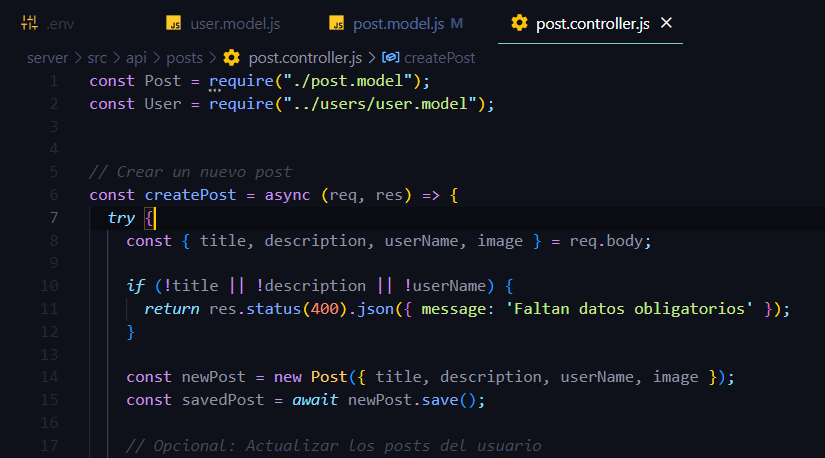 .env user.model.js post.model.js M post.controller.js
server > src > api > posts > post.controller.js > createPost
1 const Post = require("./post.model");
2 const User = require("../users/user.model");
3
4
5 // Crear un nuevo post
6 const createPost = async (req, res) => {
7 try {
8 const { title, description, userName, image } = req.body;
9
10 if (!title || !description || !userName) {
11 return res.status(400).json({ message: 'Faltan datos obligatorios' });
12 }
13
14 const newPost = new Post({ title, description, userName, image });
15 const savedPost = await newPost.save();
16
17 // Opcional: Actualizar los posts del usuario